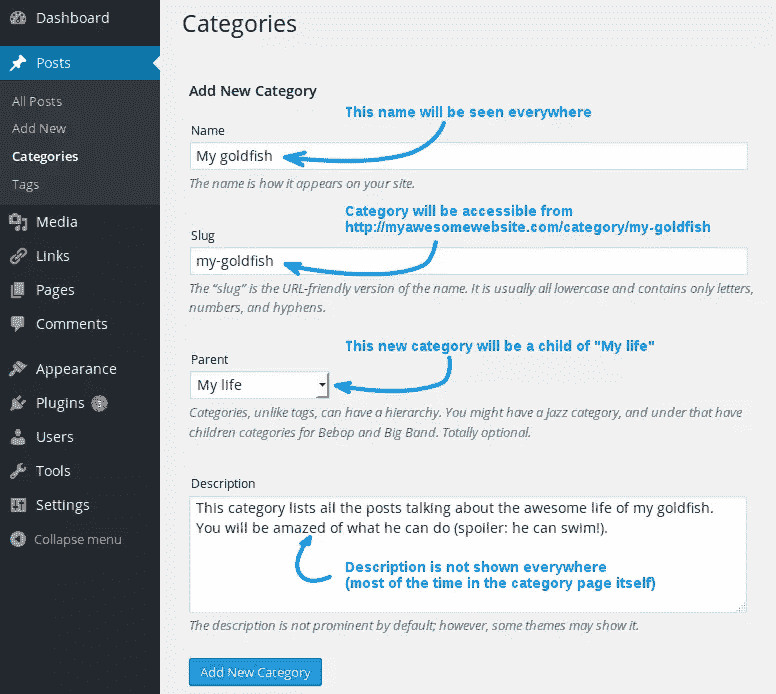 Dashboard
Posts
All Posts
Add New
Categories
Tags
Media
Links
Pages
Comments
Appearance
Plugins
Users
Tools
Settings
Collapse menu
Categories
Add New Category
This name will be seen everywhere
Name
My goldfish
The name is how it appears on your site.
Category will be accessible from
http://myawesomewebsite.com/category/my-goldfish
Slug
my-goldfish
The “slug” is the URL-friendly version of the name. It is usually all lowercase and contains only letters,
numbers, and hyphens.
This new category will be a child of "My life"
Parent
My life
Categories, unlike tags, can have a hierarchy. You might have a Jazz category, and under that have
children categories for Bebop and Big Band. Totally optional.
Description
This category lists all the posts talking about the awesome life of my goldfish.
You will be amazed of what he can do (spoiler: he can swim!).
Description is not shown everywhere
(most of the time in the category page itself)
The description is not prominent by default; however, some themes may show it.
Add New Category